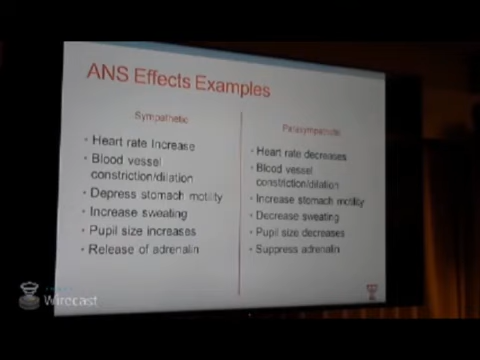 ANS Effects Examples
Sympathetic
• Heart rate Increase
• Blood vessel
constriction/dilation
• Depress stomach motility
• Increase sweating
• Pupil size increases
• Release of adrenalin
Parasympathetic
• Heart rate decreases
• Blood vessel
constriction/dilation
• Increase stomach motility
• Decrease sweating
• Pupil size decreases
• Suppress adrenalin
Wirecast